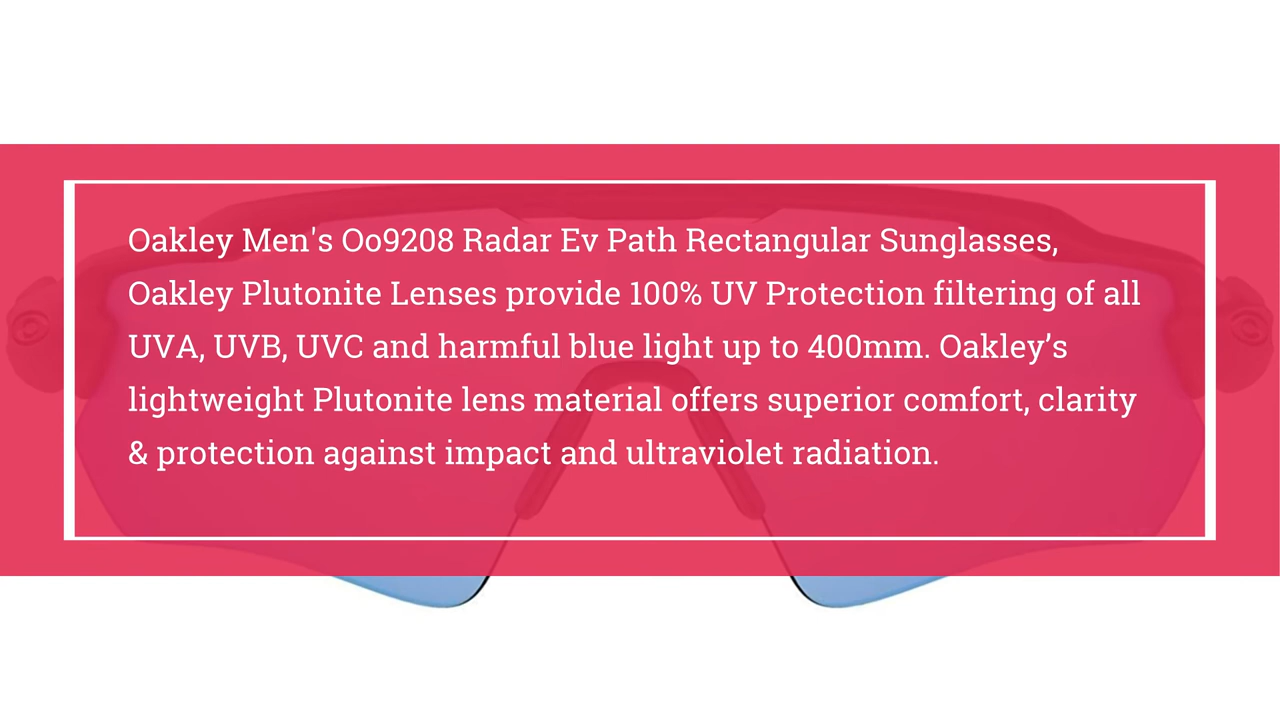 Oakley Men's Oo9208 Radar Ev Path Rectangular Sunglasses,
Oakley Plutonite Lenses provide 100% UV Protection filtering of all
UVA, UVB, UVC and harmful blue light up to 400mm. Oakley’s
lightweight Plutonite lens material offers superior comfort, clarity
& protection against impact and ultraviolet radiation.